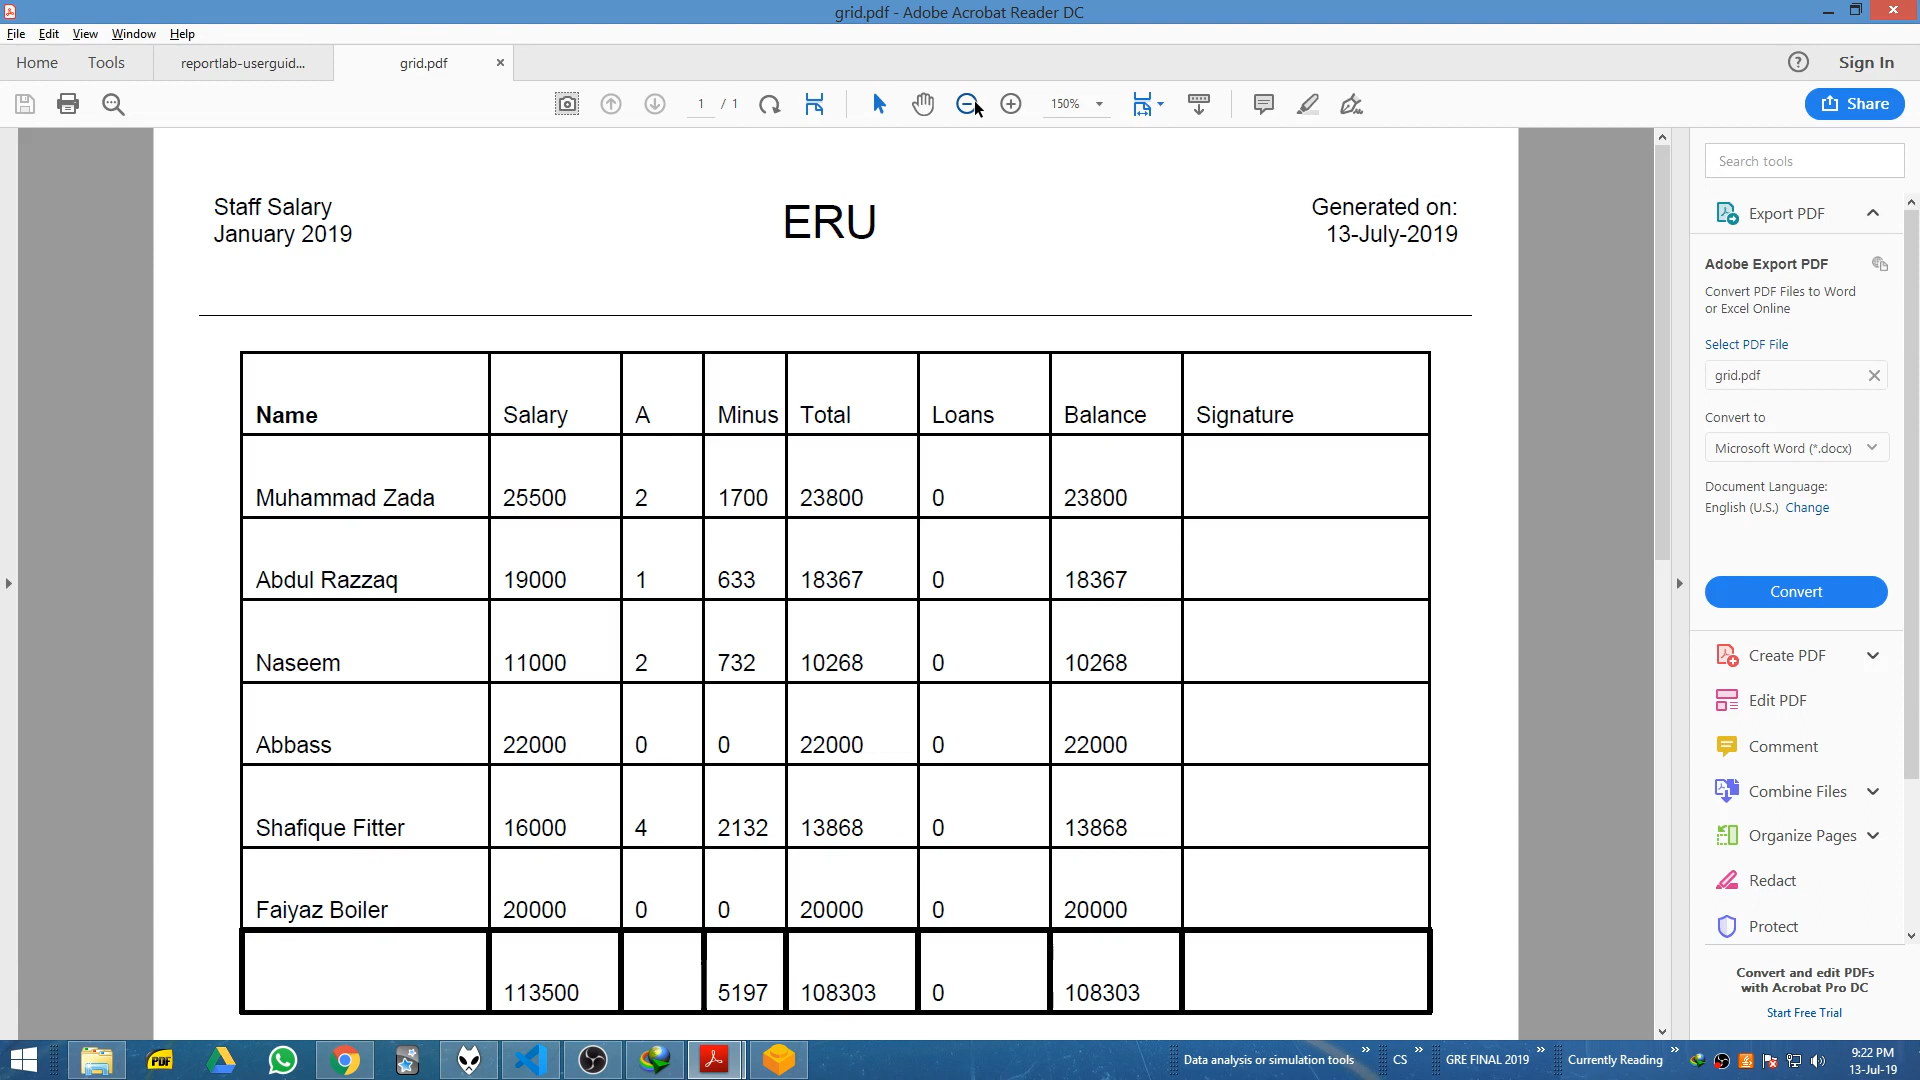 grid.pdf - Adobe Acrobat Reader DC
File Edit View Window Help
Home Tools reportlab-userguid... grid.pdf × ? Sign In
1 / 1 150% Share
Staff Salary
January 2019
ERU
Generated on:
13-July-2019
Name Salary A Minus Total Loans Balance Signature
Muhammad Zada 25500 2 1700 23800 0 23800
Abdul Razzaq 19000 1 633 18367 0 18367
Naseem 11000 2 732 10268 0 10268
Abbass 22000 0 0 22000 0 22000
Shafique Fitter 16000 4 2132 13868 0 13868
Faiyaz Boiler 20000 0 0 20000 0 20000
113500 5197 108303 0 108303
Search tools
Export PDF
Adobe Export PDF
Convert PDF Files to Word
or Excel Online
Select PDF File
grid.pdf
Convert to
Microsoft Word (*.docx)
Document Language:
English (U.S.) Change
Convert
Create PDF
Edit PDF
Comment
Combine Files
Organize Pages
Redact
Protect
Convert and edit PDFs
with Acrobat Pro DC
Start Free Trial
PDF
Data analysis or simulation tools » CS » GRE FINAL 2019 » Currently Reading »
9:22 PM
13-Jul-19